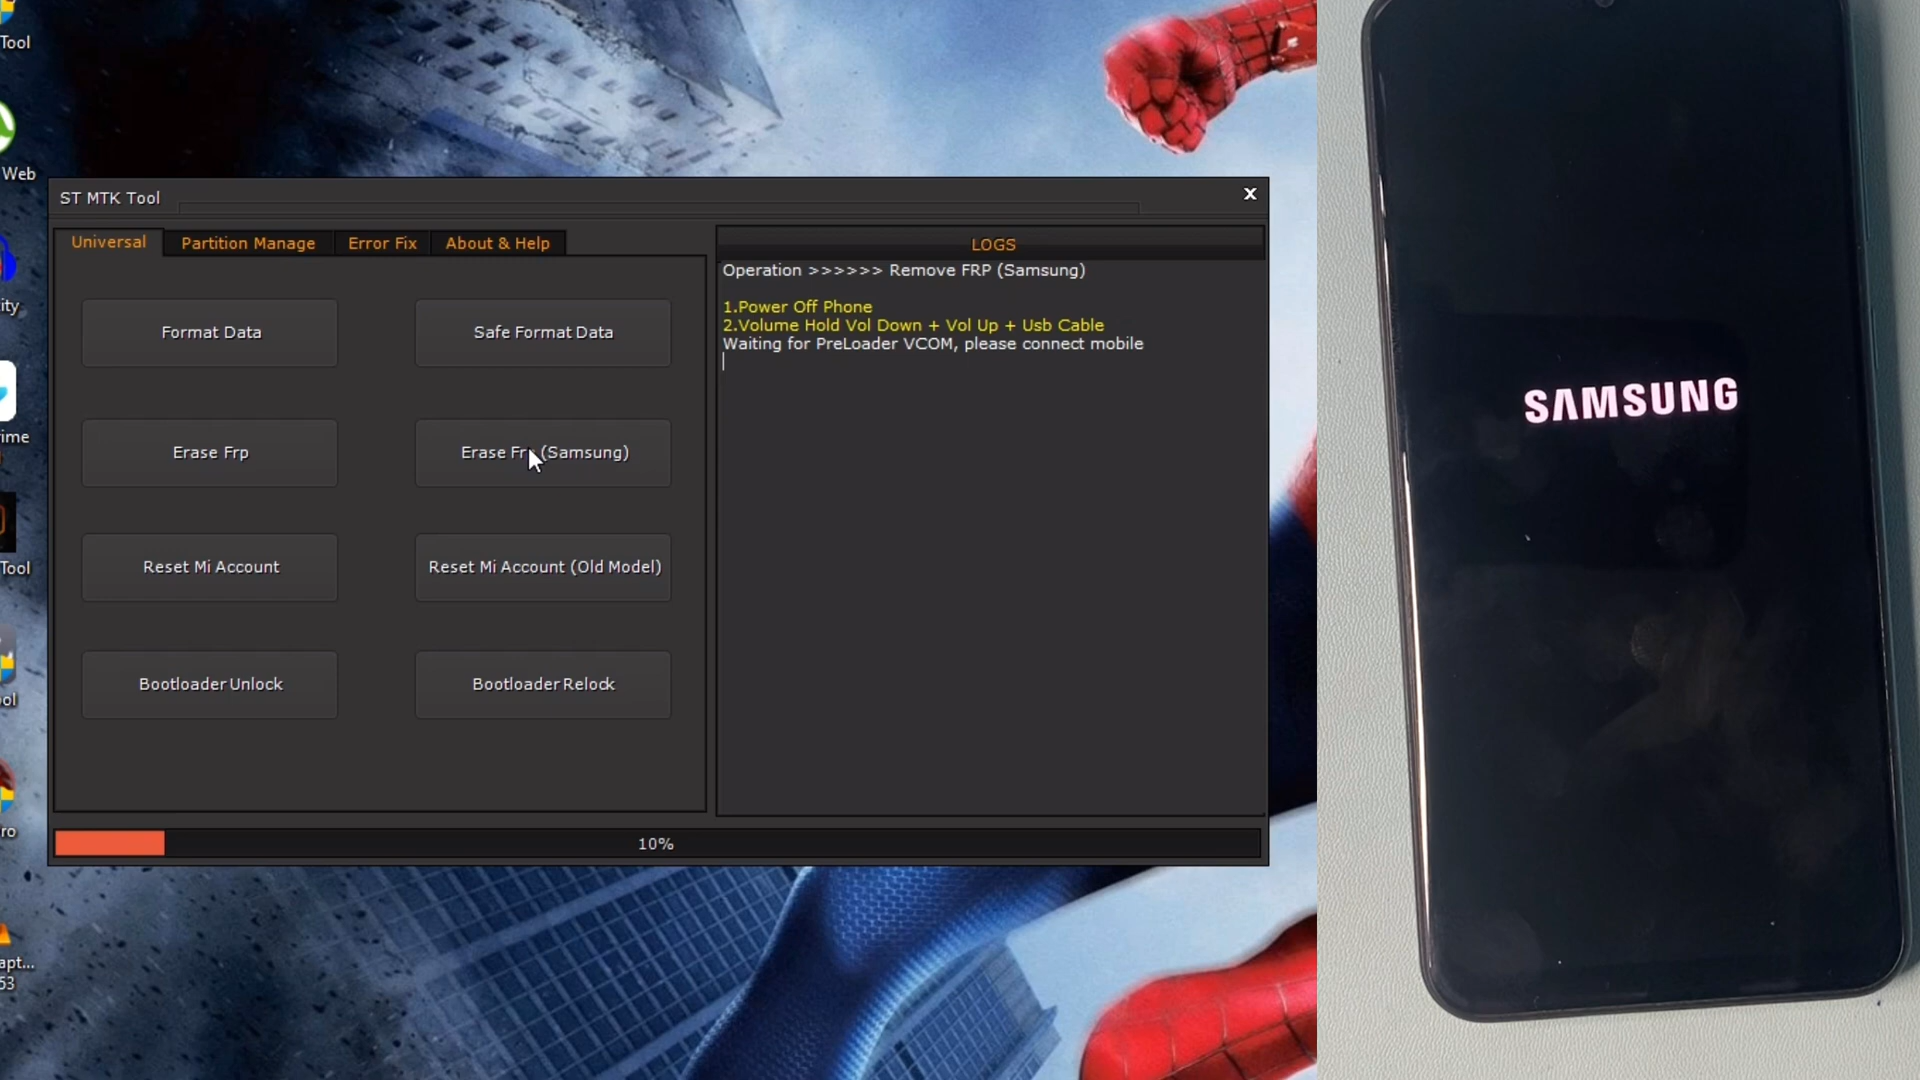 Tool
Web
ity
ime
Tool
ool
ro
apt...
53
ST MTK Tool
X
Universal
Partition Manage
Error Fix
About & Help
Format Data
Safe Format Data
Erase Frp
Erase Fr (Samsung)
Reset Mi Account
Reset Mi Account (Old Model)
Bootloader Unlock
Bootloader Relock
LOGS
Operation >>>>>> Remove FRP (Samsung)
1.Power Off Phone
2.Volume Hold Vol Down + Vol Up + Usb Cable
Waiting for PreLoader VCOM, please connect mobile
10%
SAMSUNG